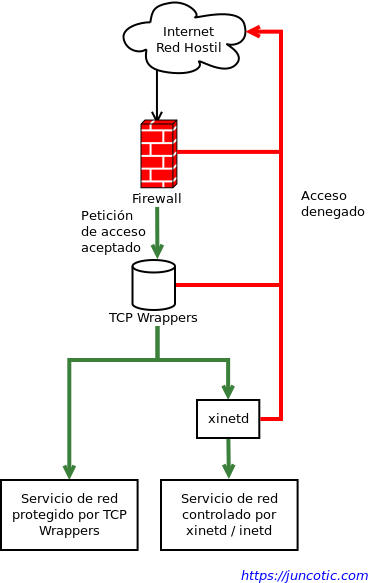 Internet
Red Hostil
Firewall
Acceso
denegado
Petición
de acceso
aceptado
TCP Wrappers
xinetd
Servicio de red
protegido por TCP
Wrappers
Servicio de red
controlado por
xinetd / inetd
https://juncotic.com